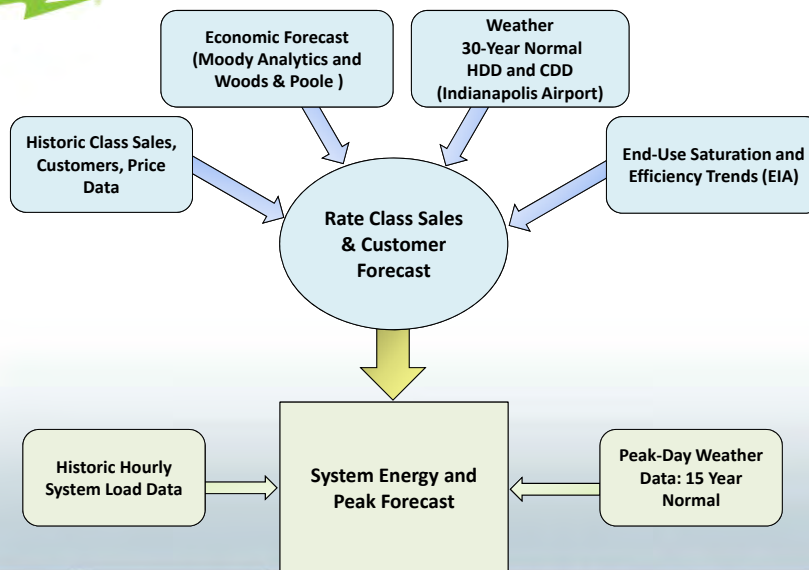 Economic Forecast
(Moody Analytics and
Woods & Poole )
Weather
30-Year Normal
HDD and CDD
(Indianapolis Airport)
Historic Class Sales,
Customers, Price
Data
End-Use Saturation and
Efficiency Trends (EIA)
Rate Class Sales
& Customer
Forecast
Historic Hourly
System Load Data
System Energy and
Peak Forecast
Peak-Day Weather
Data: 15 Year
Normal